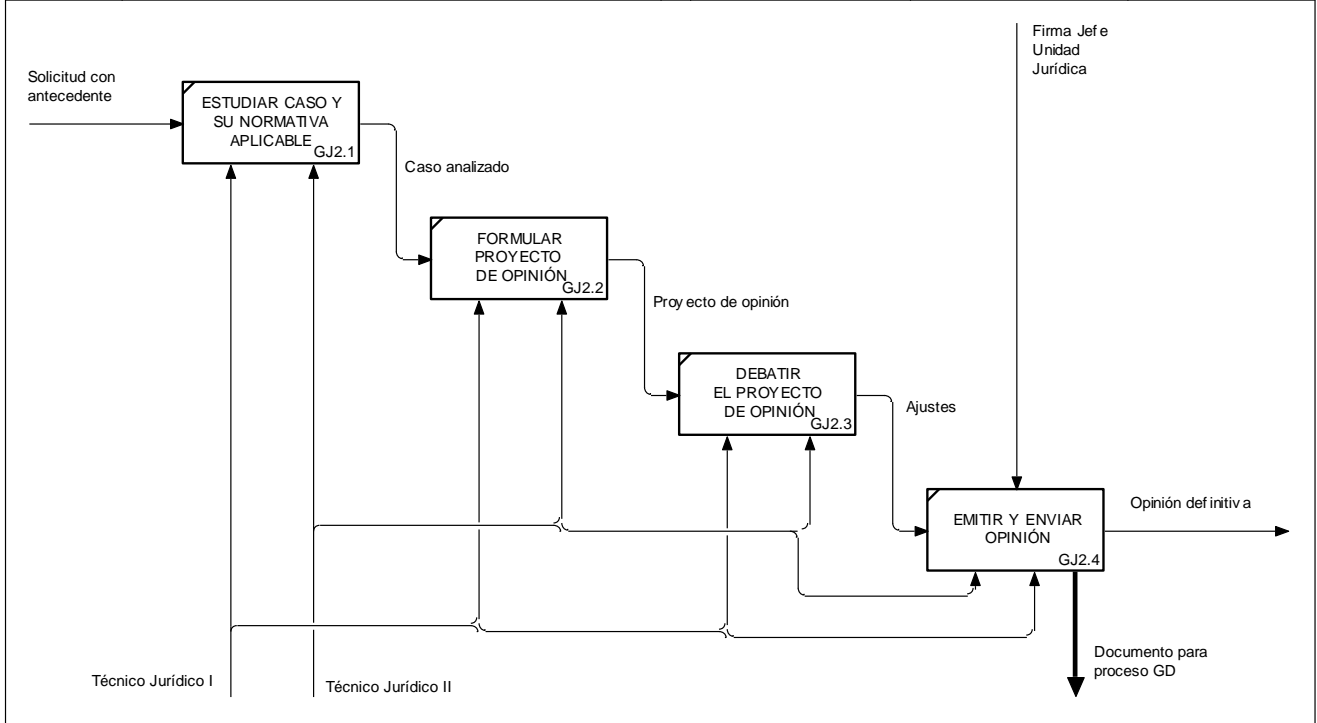 Firma Jefe
Unidad
Jurídica
Solicitud con
antecedente
ESTUDIAR CASO Y
SU NORMATIVA
APLICABLE
GJ2.1
Caso analizado
FORMULAR
PROYECTO
DE OPINIÓN
GJ2.2
Proyecto de opinión
DEBATIR
EL PROYECTO
DE OPINIÓN
GJ2.3
Ajustes
EMITIR Y ENVIAR
OPINIÓN
GJ2.4
Opinión definitiva
Documento para
proceso GD
Técnico Jurídico I
Técnico Jurídico II